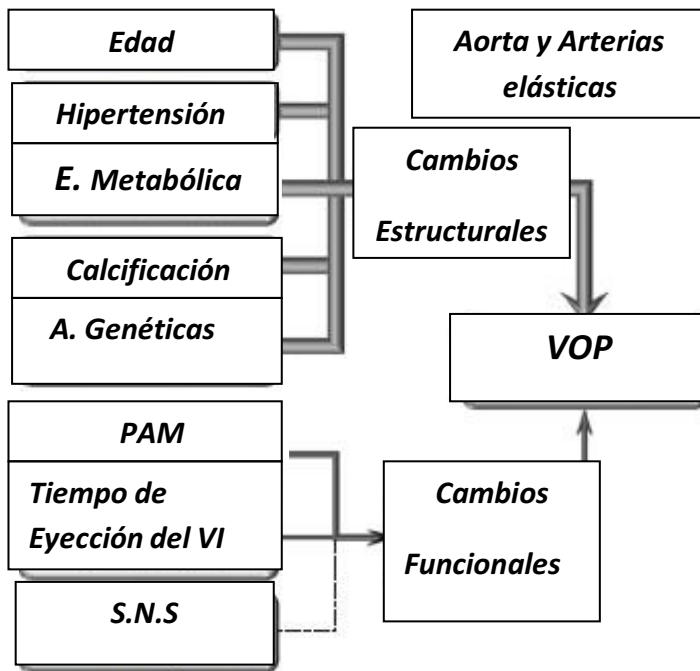 Edad
Hipertensión
E. Metabólica
Calcificación
A. Genéticas
PAM
Tiempo de
Eyección del VI
S.N.S
Aorta y Arterias
elásticas
Cambios
Estructurales
VOP
Cambios
Funcionales